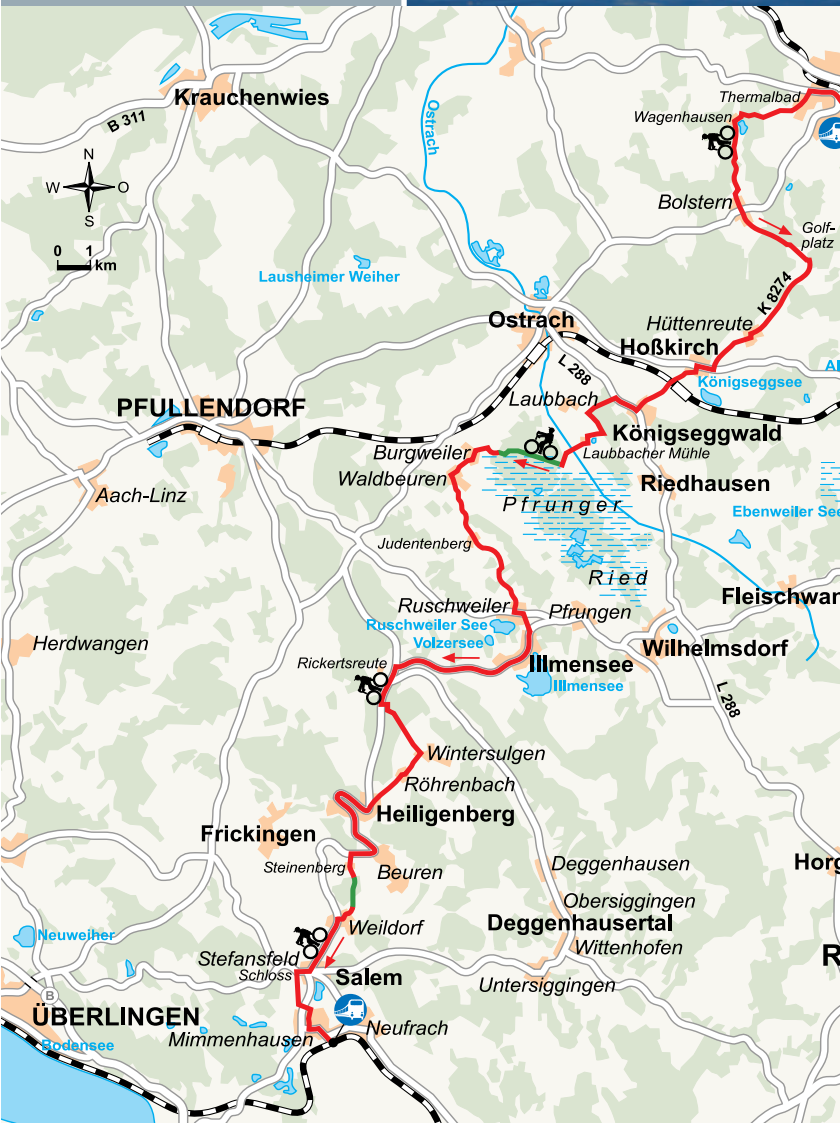 Krauchenwies
B 311
Ostrach
Thermalbad
Wagenhausen
N
W
O
S
Bolstern
Golf-
platz
0 1
km
Lausheimer Weiher
K 8274
Ostrach
Hüttenreute
Hoßkirch
L 288
Königseggsee
PFULLENDORF
Laubbach
Königseggwald
Burgweiler
Laubbacher Mühle
Waldbeuren
Riedhausen
Aach-Linz
Pfrunger
Ebenweiler See
Judentenberg
Ried
Fleischwan
Ruschweiler
Pfrungen
Ruschweiler See
Volzersee
Herdwangen
Wilhelmsdorf
Rickertsreute
Illmensee
Illmensee
L 288
Wintersulgen
Röhrenbach
Heiligenberg
Frickingen
Steinenberg
Beuren
Deggenhausen
Horg
Obersiggingen
Weildorf
Deggenhausertal
Neuweiher
Wittenhofen
Stefansfeld
Schloss
Salem
Untersiggingen
R
B
ÜBERLINGEN
Neufrach
Mimmenhausen
Bodensee